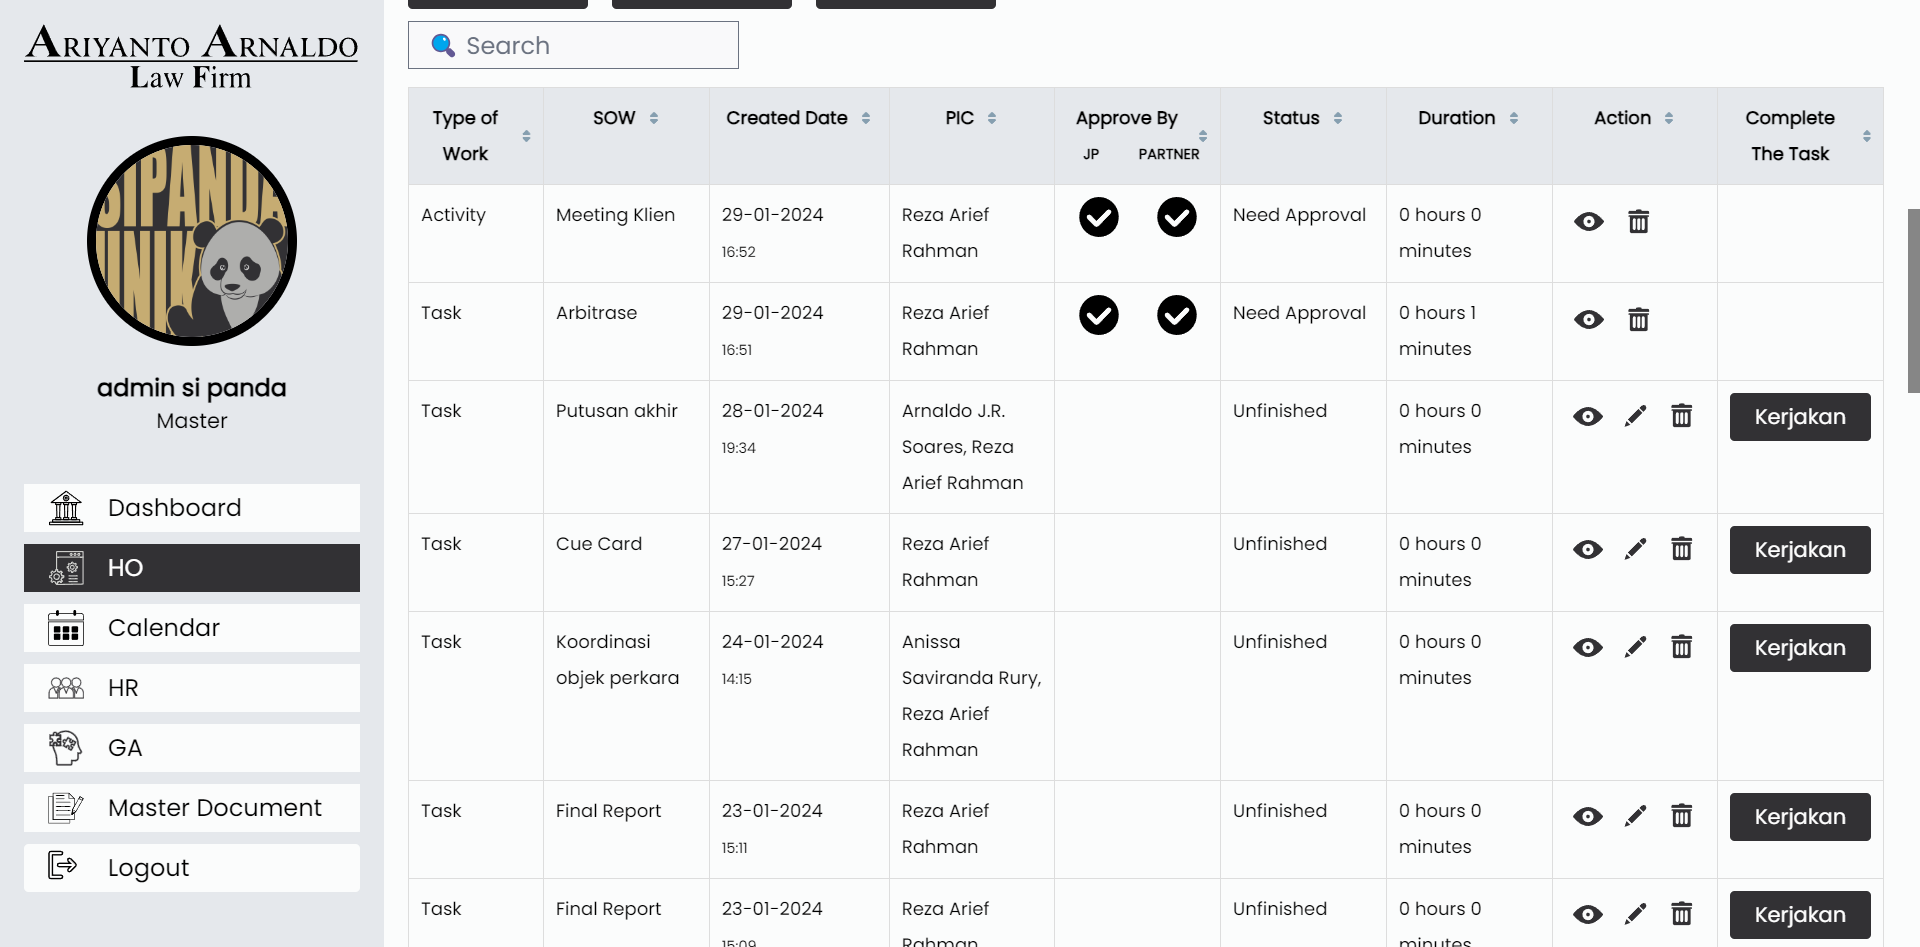 ARIYANTO ARNALDO
Law Firm
SIPANDA
UNIK
admin si panda
Master
Dashboard
HO
Calendar
HR
GA
Master Document
Logout
Search
Type of Work SOW Created Date PIC Approve By JP PARTNER Status Duration Action Complete The Task
Activity Meeting Klien 29-01-2024 16:52 Reza Arief Rahman Need Approval 0 hours 0 minutes
Task Arbitrase 29-01-2024 16:51 Reza Arief Rahman Need Approval 0 hours 1 minutes
Task Putusan akhir 28-01-2024 19:34 Arnaldo J.R. Soares, Reza Arief Rahman Unfinished 0 hours 0 minutes Kerjakan
Task Cue Card 27-01-2024 15:27 Reza Arief Rahman Unfinished 0 hours 0 minutes Kerjakan
Task Koordinasi objek perkara 24-01-2024 14:15 Anissa Saviranda Rury, Reza Arief Rahman Unfinished 0 hours 0 minutes Kerjakan
Task Final Report 23-01-2024 15:11 Reza Arief Rahman Unfinished 0 hours 0 minutes Kerjakan
Task Final Report 23-01-2024 15:09 Reza Arief Rahman Unfinished 0 hours 0 minutes Kerjakan